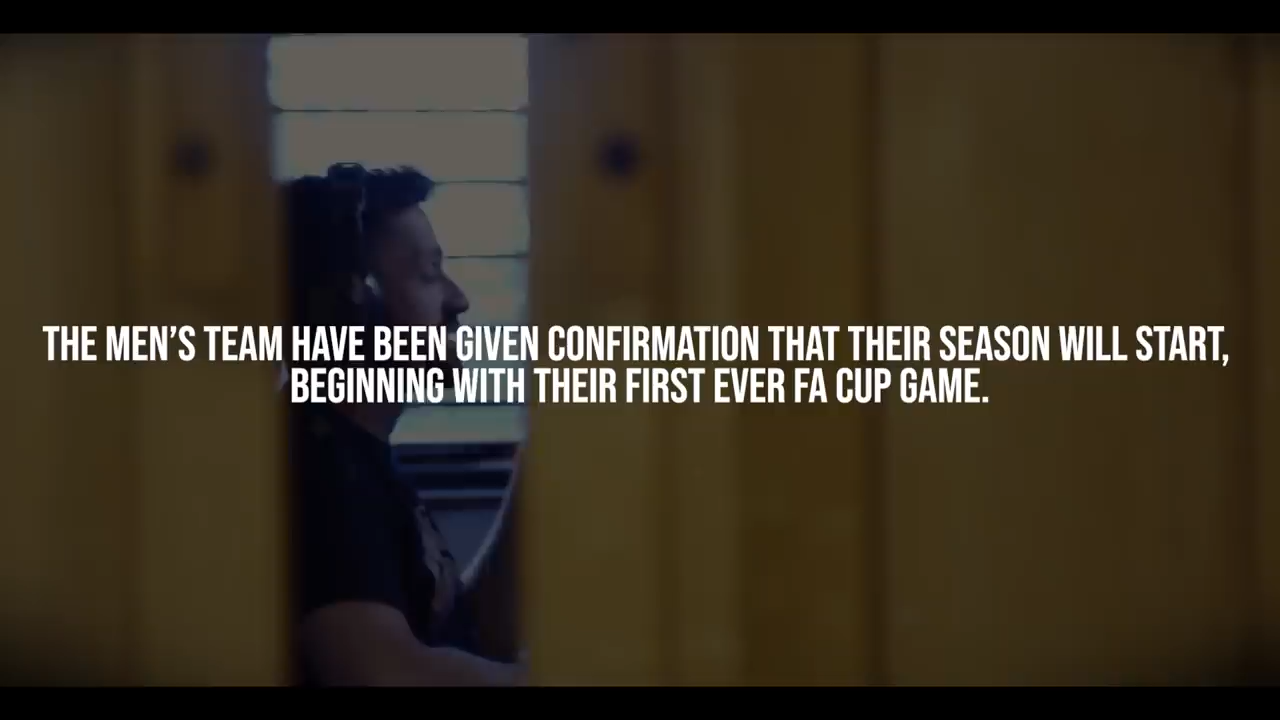 THE MEN’S TEAM HAVE BEEN GIVEN CONFIRMATION THAT THEIR SEASON WILL START,
BEGINNING WITH THEIR FIRST EVER FA CUP GAME.